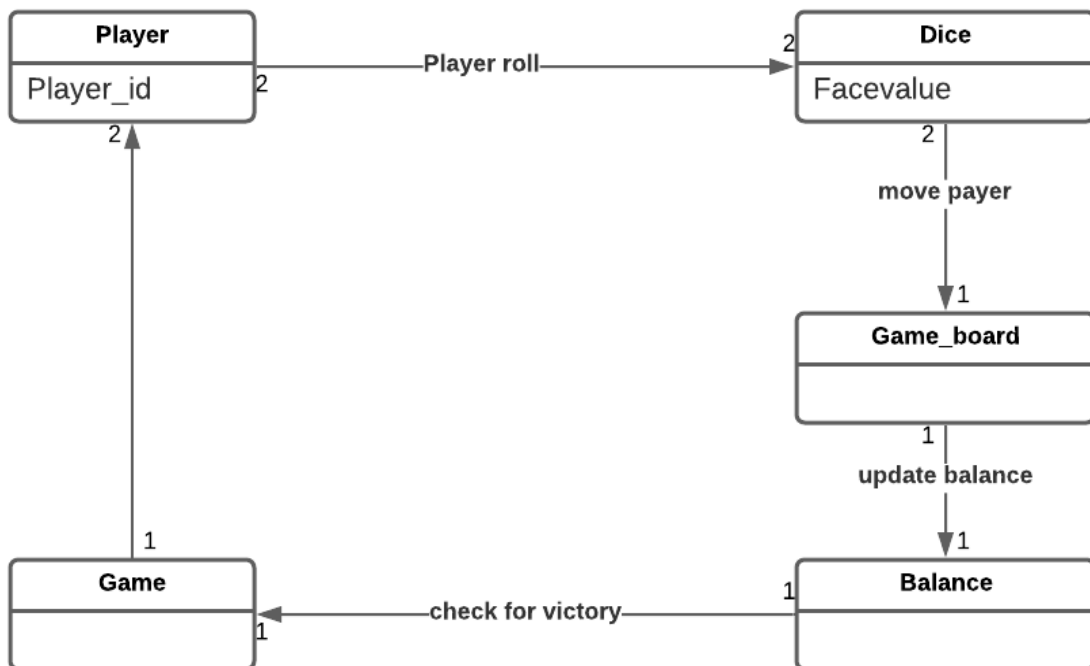 Player
Player_id
2
Player roll
2
Dice
Facevalue
2
2
move payer
1
Game_board
1
update balance
1
1
Game
1
check for victory
1
Balance